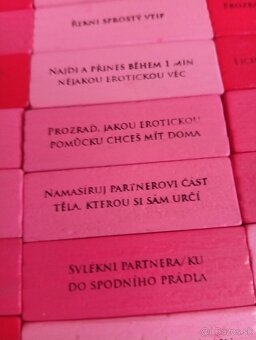 ŘEKNI SPROSTÝ VTIP
NAJDI A PŘINES BĚHEM 1 MIN
NĚJAKOU EROTICKOU VĚC
PROZRAĎ, JAKOU EROTICKOU
POMŮCKU CHCEŠ MÍT DOMA
NAMASÍRUJ PARTNEROVI ČÁST
TĚLA, KTEROU SI SÁM URČÍ
SVLÉKNI PARTNERA/KU
DO SPODNÍHO PRÁDLA